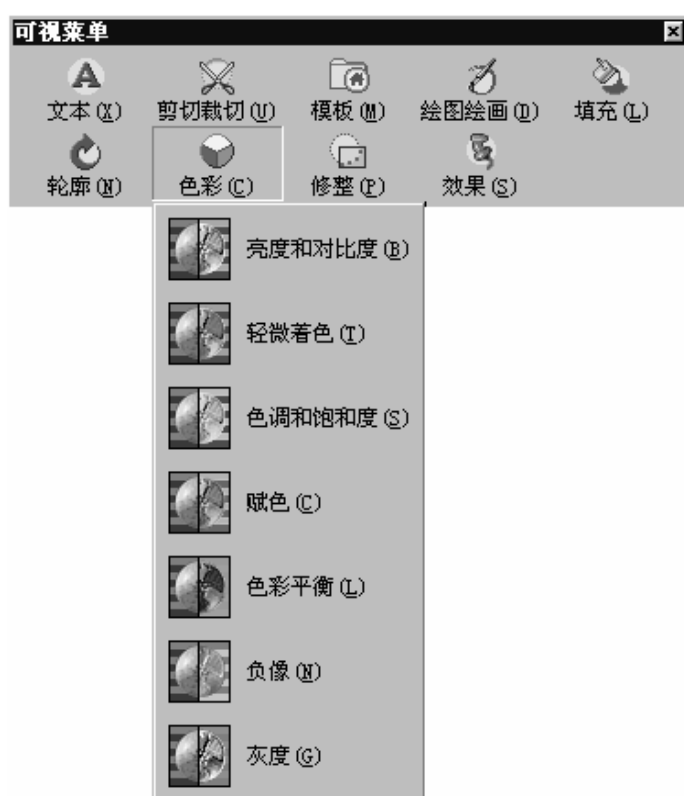 可视菜单
文本(X) 剪切裁切(U) 模板(M) 绘图绘画(D) 填充(L)
轮廓(N) 色彩(C) 修整(P) 效果(S)
亮度和对比度(B)
轻微着色(T)
色调和饱和度(S)
赋色(C)
色彩平衡(L)
负像(N)
灰度(G)